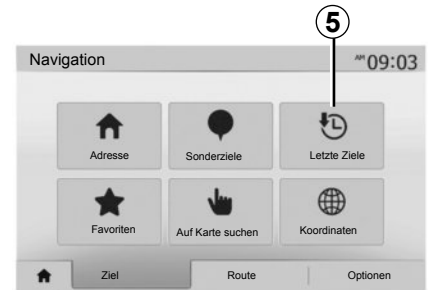 5
Navigation AM 09:03
Adresse Sonderziele Letzte Ziele
Favoriten Auf Karte suchen Koordinaten
Ziel Route Optionen